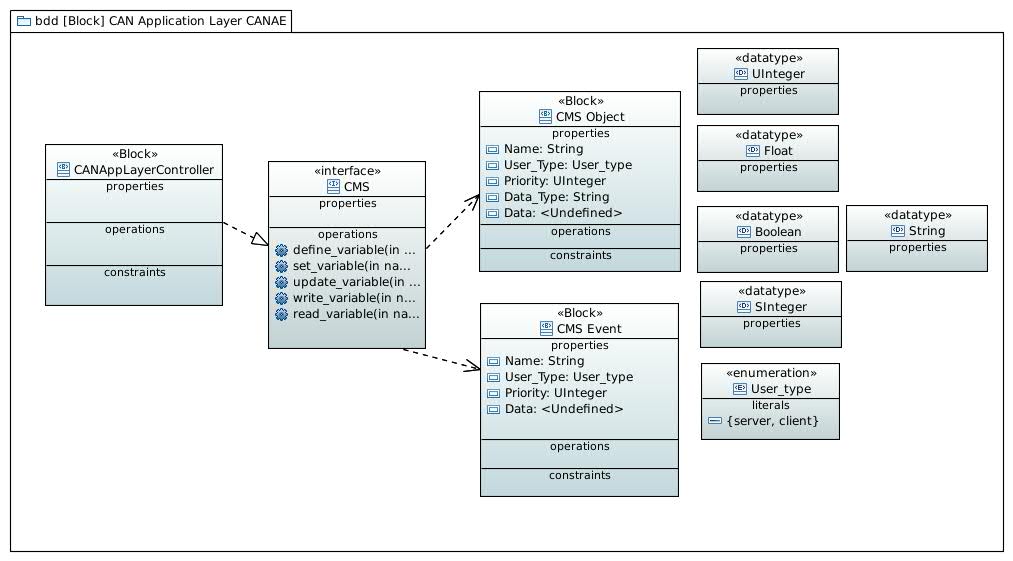 bdd [Block] CAN Application Layer CANAE
«Block»
CANAppLayerController
properties
operations
constraints
«interface»
CMS
properties
operations
define_variable(in ...
set_variable(in na...
update_variable(in ...
write_variable(in n...
read_variable(in na...
«Block»
CMS Object
properties
Name: String
User_Type: User_type
Priority: UInteger
Data_Type: String
Data: <Undefined>
operations
constraints
«Block»
CMS Event
properties
Name: String
User_Type: User_type
Priority: UInteger
Data: <Undefined>
operations
constraints
«datatype»
UInteger
properties
«datatype»
Float
properties
«datatype»
Boolean
properties
«datatype»
String
properties
«datatype»
SInteger
properties
«enumeration»
User_type
literals
{server, client}